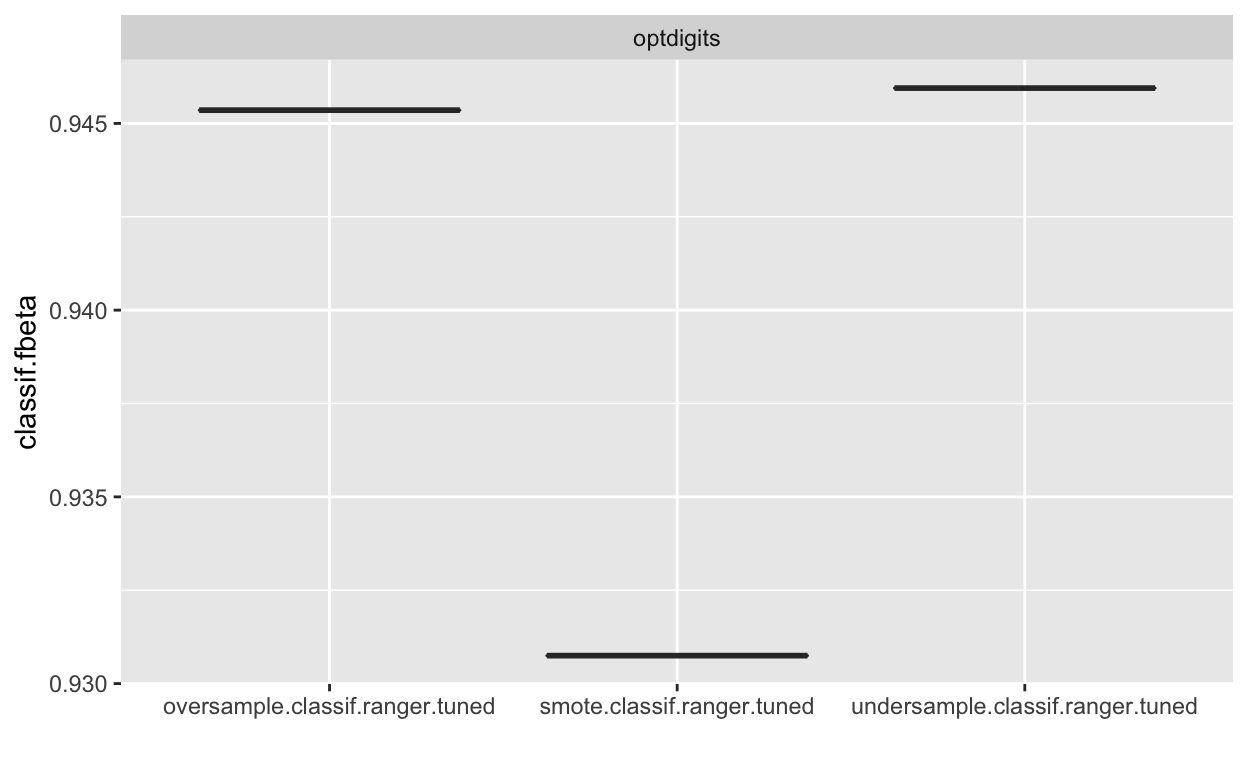 optdigits
classif.fbeta
0.945
0.940
0.935
0.930
oversample.classif.ranger.tuned smote.classif.ranger.tuned undersample.classif.ranger.tuned